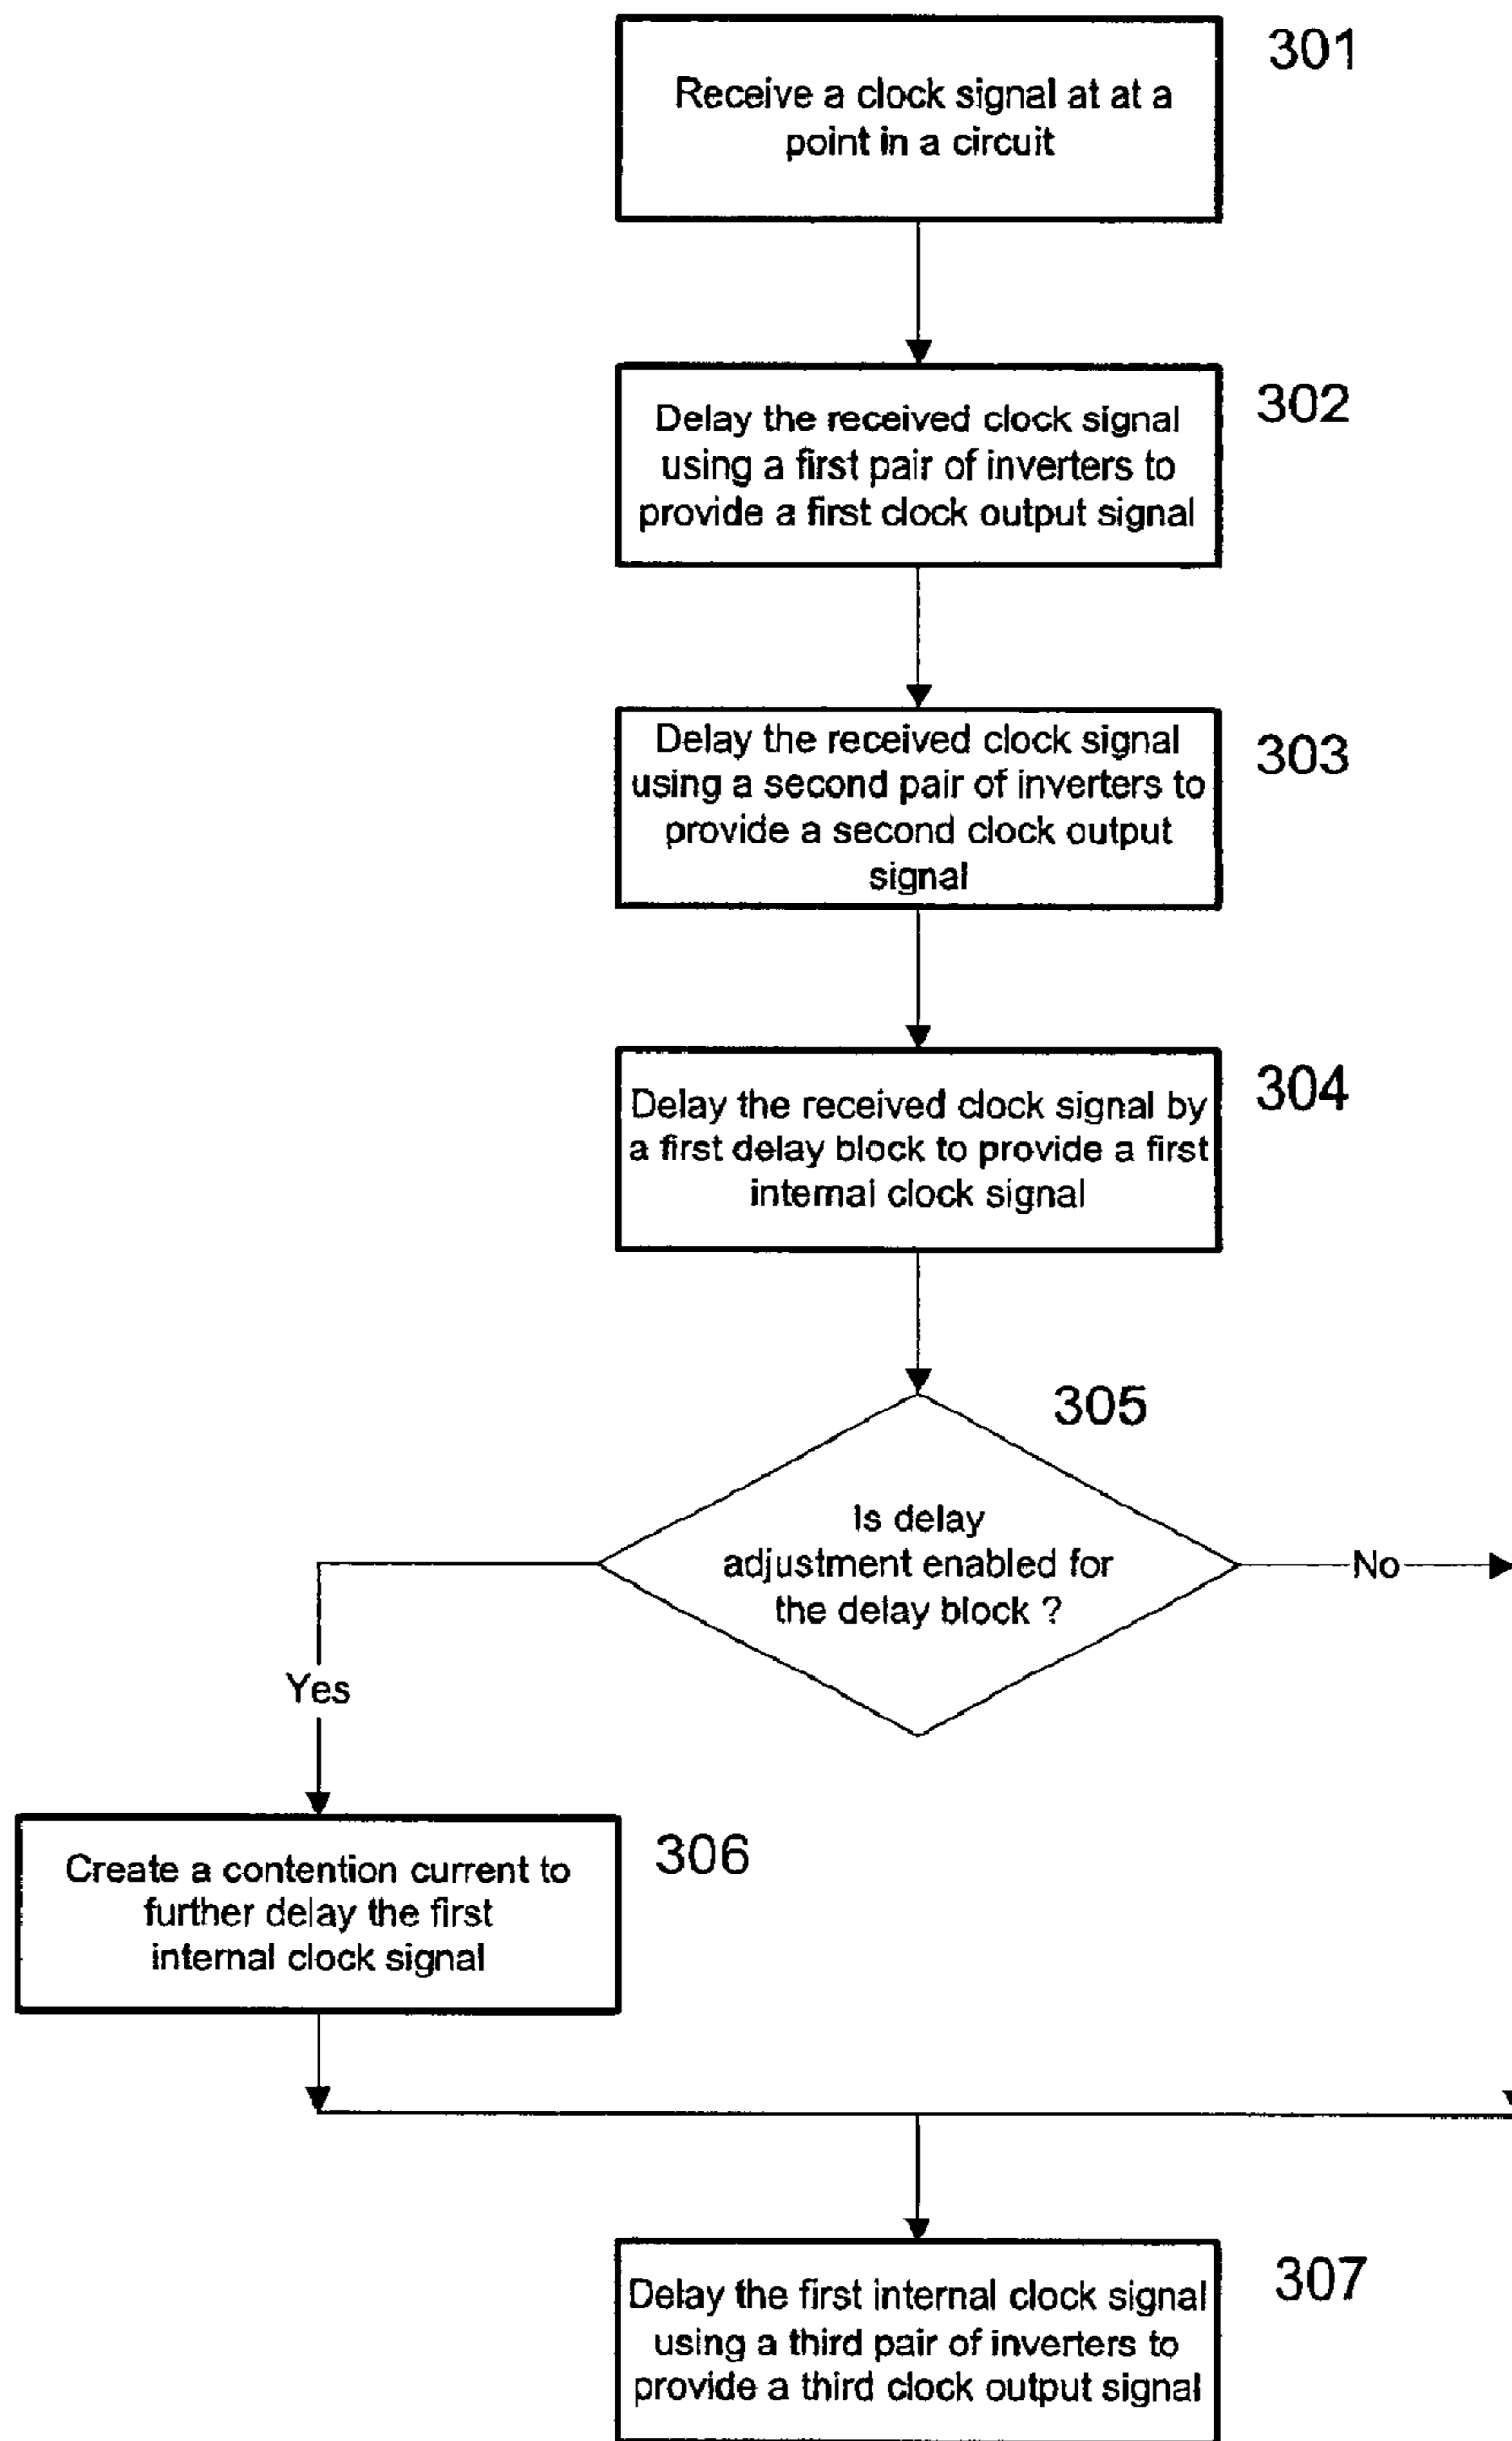 301
Receive a clock signal at at a
point in a circuit
302
Delay the received clock signal
using a first pair of inverters to
provide a first clock output signal
303
Delay the received clock signal
using a second pair of inverters to
provide a second clock output
signal
304
Delay the received clock signal by
a first delay block to provide a first
internal clock signal
305
Is delay
adjustment enabled for
the delay block ?
No
Yes
306
Create a contention current to
further delay the first
internal clock signal
307
Delay the first internal clock signal
using a third pair of inverters to
provide a third clock output signal